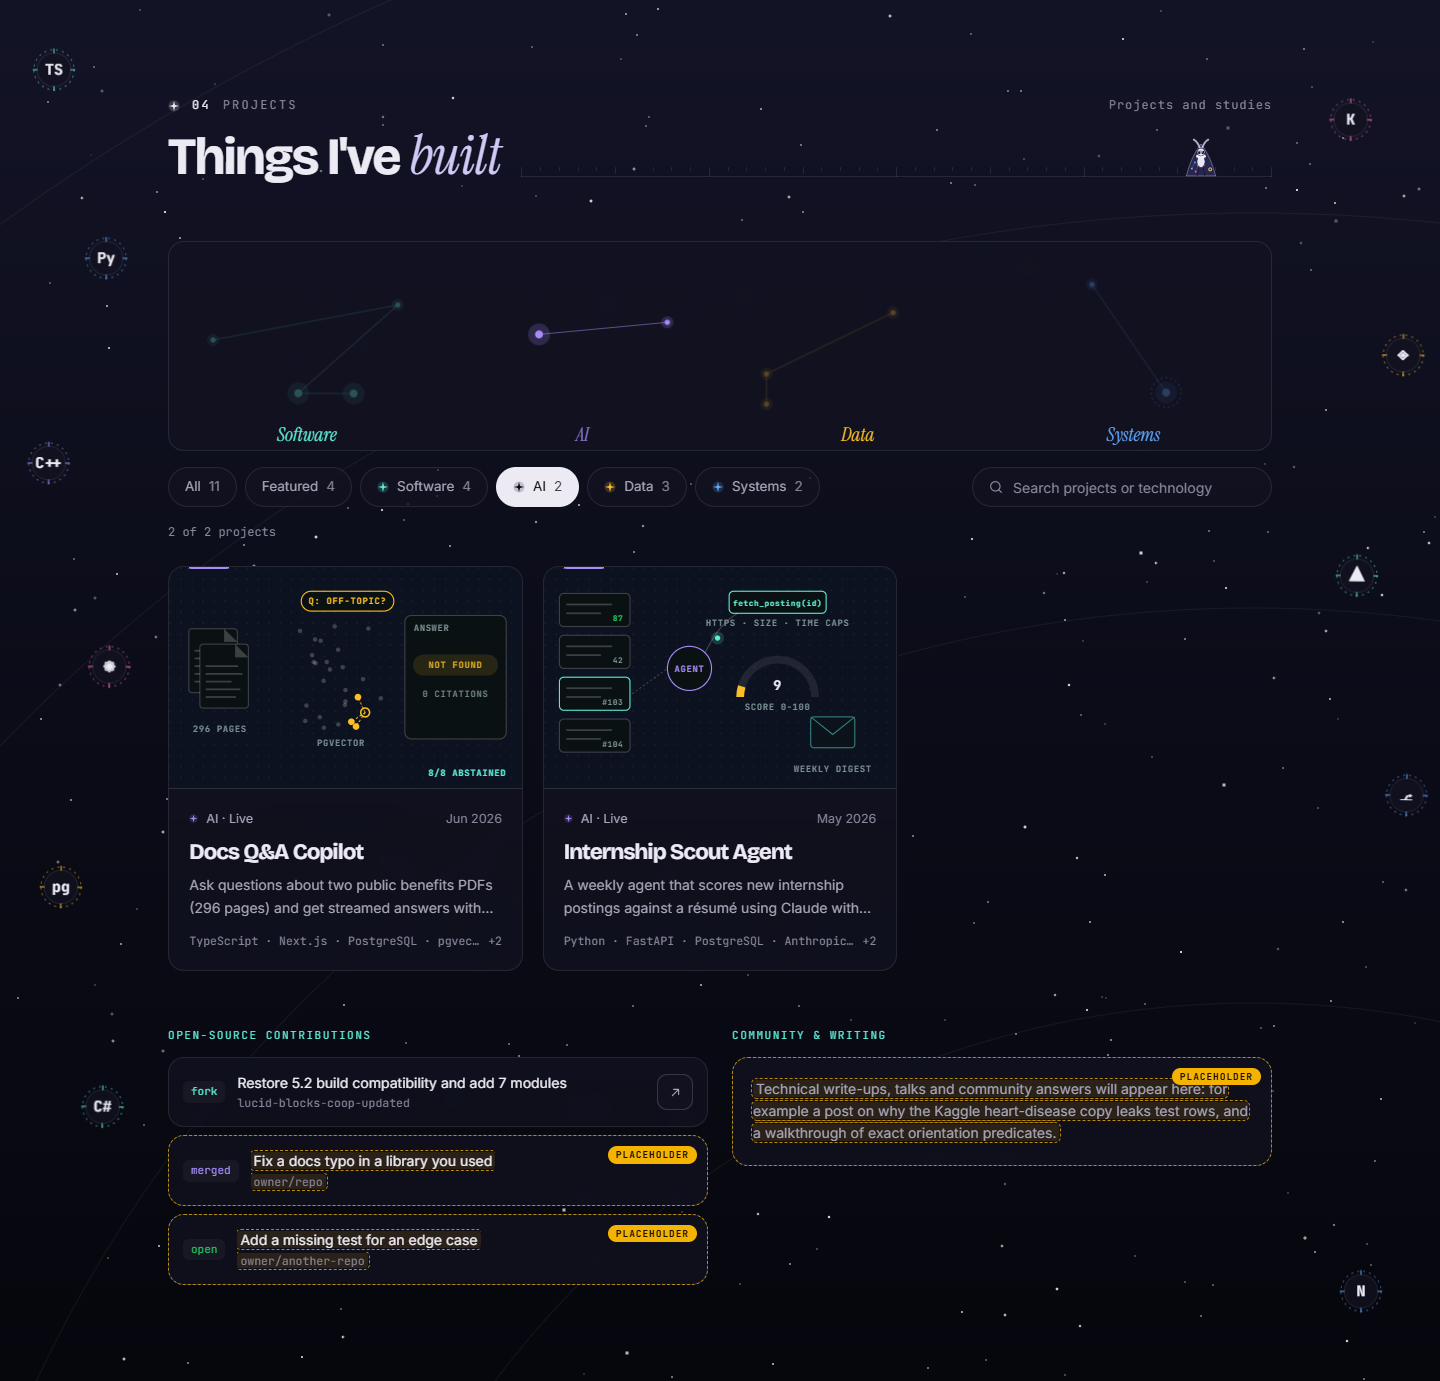 TS
04 PROJECTS
Projects and studies
K
Things I've built
Py
Software
AI
Data
Systems
C++
All 11
Featured 4
Software 4
AI 2
Data 3
Systems 2
Search projects or technology
2 of 2 projects
Q: OFF-TOPIC?
ANSWER
NOT FOUND
0 CITATIONS
296 PAGES
PGVECTOR
8/8 ABSTAINED
87
42
#103
#104
fetch_posting(id)
HTTPS · SIZE · TIME CAPS
AGENT
9
SCORE 0-100
WEEKLY DIGEST
AI · Live
Jun 2026
Docs Q&A Copilot
Ask questions about two public benefits PDFs
(296 pages) and get streamed answers with…
TypeScript · Next.js · PostgreSQL · pgvec… +2
AI · Live
May 2026
Internship Scout Agent
A weekly agent that scores new internship
postings against a résumé using Claude with…
Python · FastAPI · PostgreSQL · Anthropic… +2
pg
OPEN-SOURCE CONTRIBUTIONS
fork
Restore 5.2 build compatibility and add 7 modules
lucid-blocks-coop-updated
merged
Fix a docs typo in a library you used
owner/repo
PLACEHOLDER
open
Add a missing test for an edge case
owner/another-repo
PLACEHOLDER
COMMUNITY & WRITING
PLACEHOLDER
Technical write-ups, talks and community answers will appear here: for
example a post on why the Kaggle heart-disease copy leaks test rows, and
a walkthrough of exact orientation predicates.
C#
N